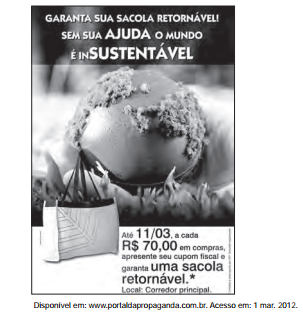 GARANTA SUA SACOLA RETORNÁVEL!
SEM SUA AJUDA O MUNDO
É INSUSTENTÁVEL
Até 11/03, a cada
R$ 70,00 em compras,
apresente seu cupom fiscal e
garanta uma sacola
retornável.*
Local: Corredor principal.
Disponível em: www.portaldapropaganda.com.br. Acesso em: 1 mar. 2012.